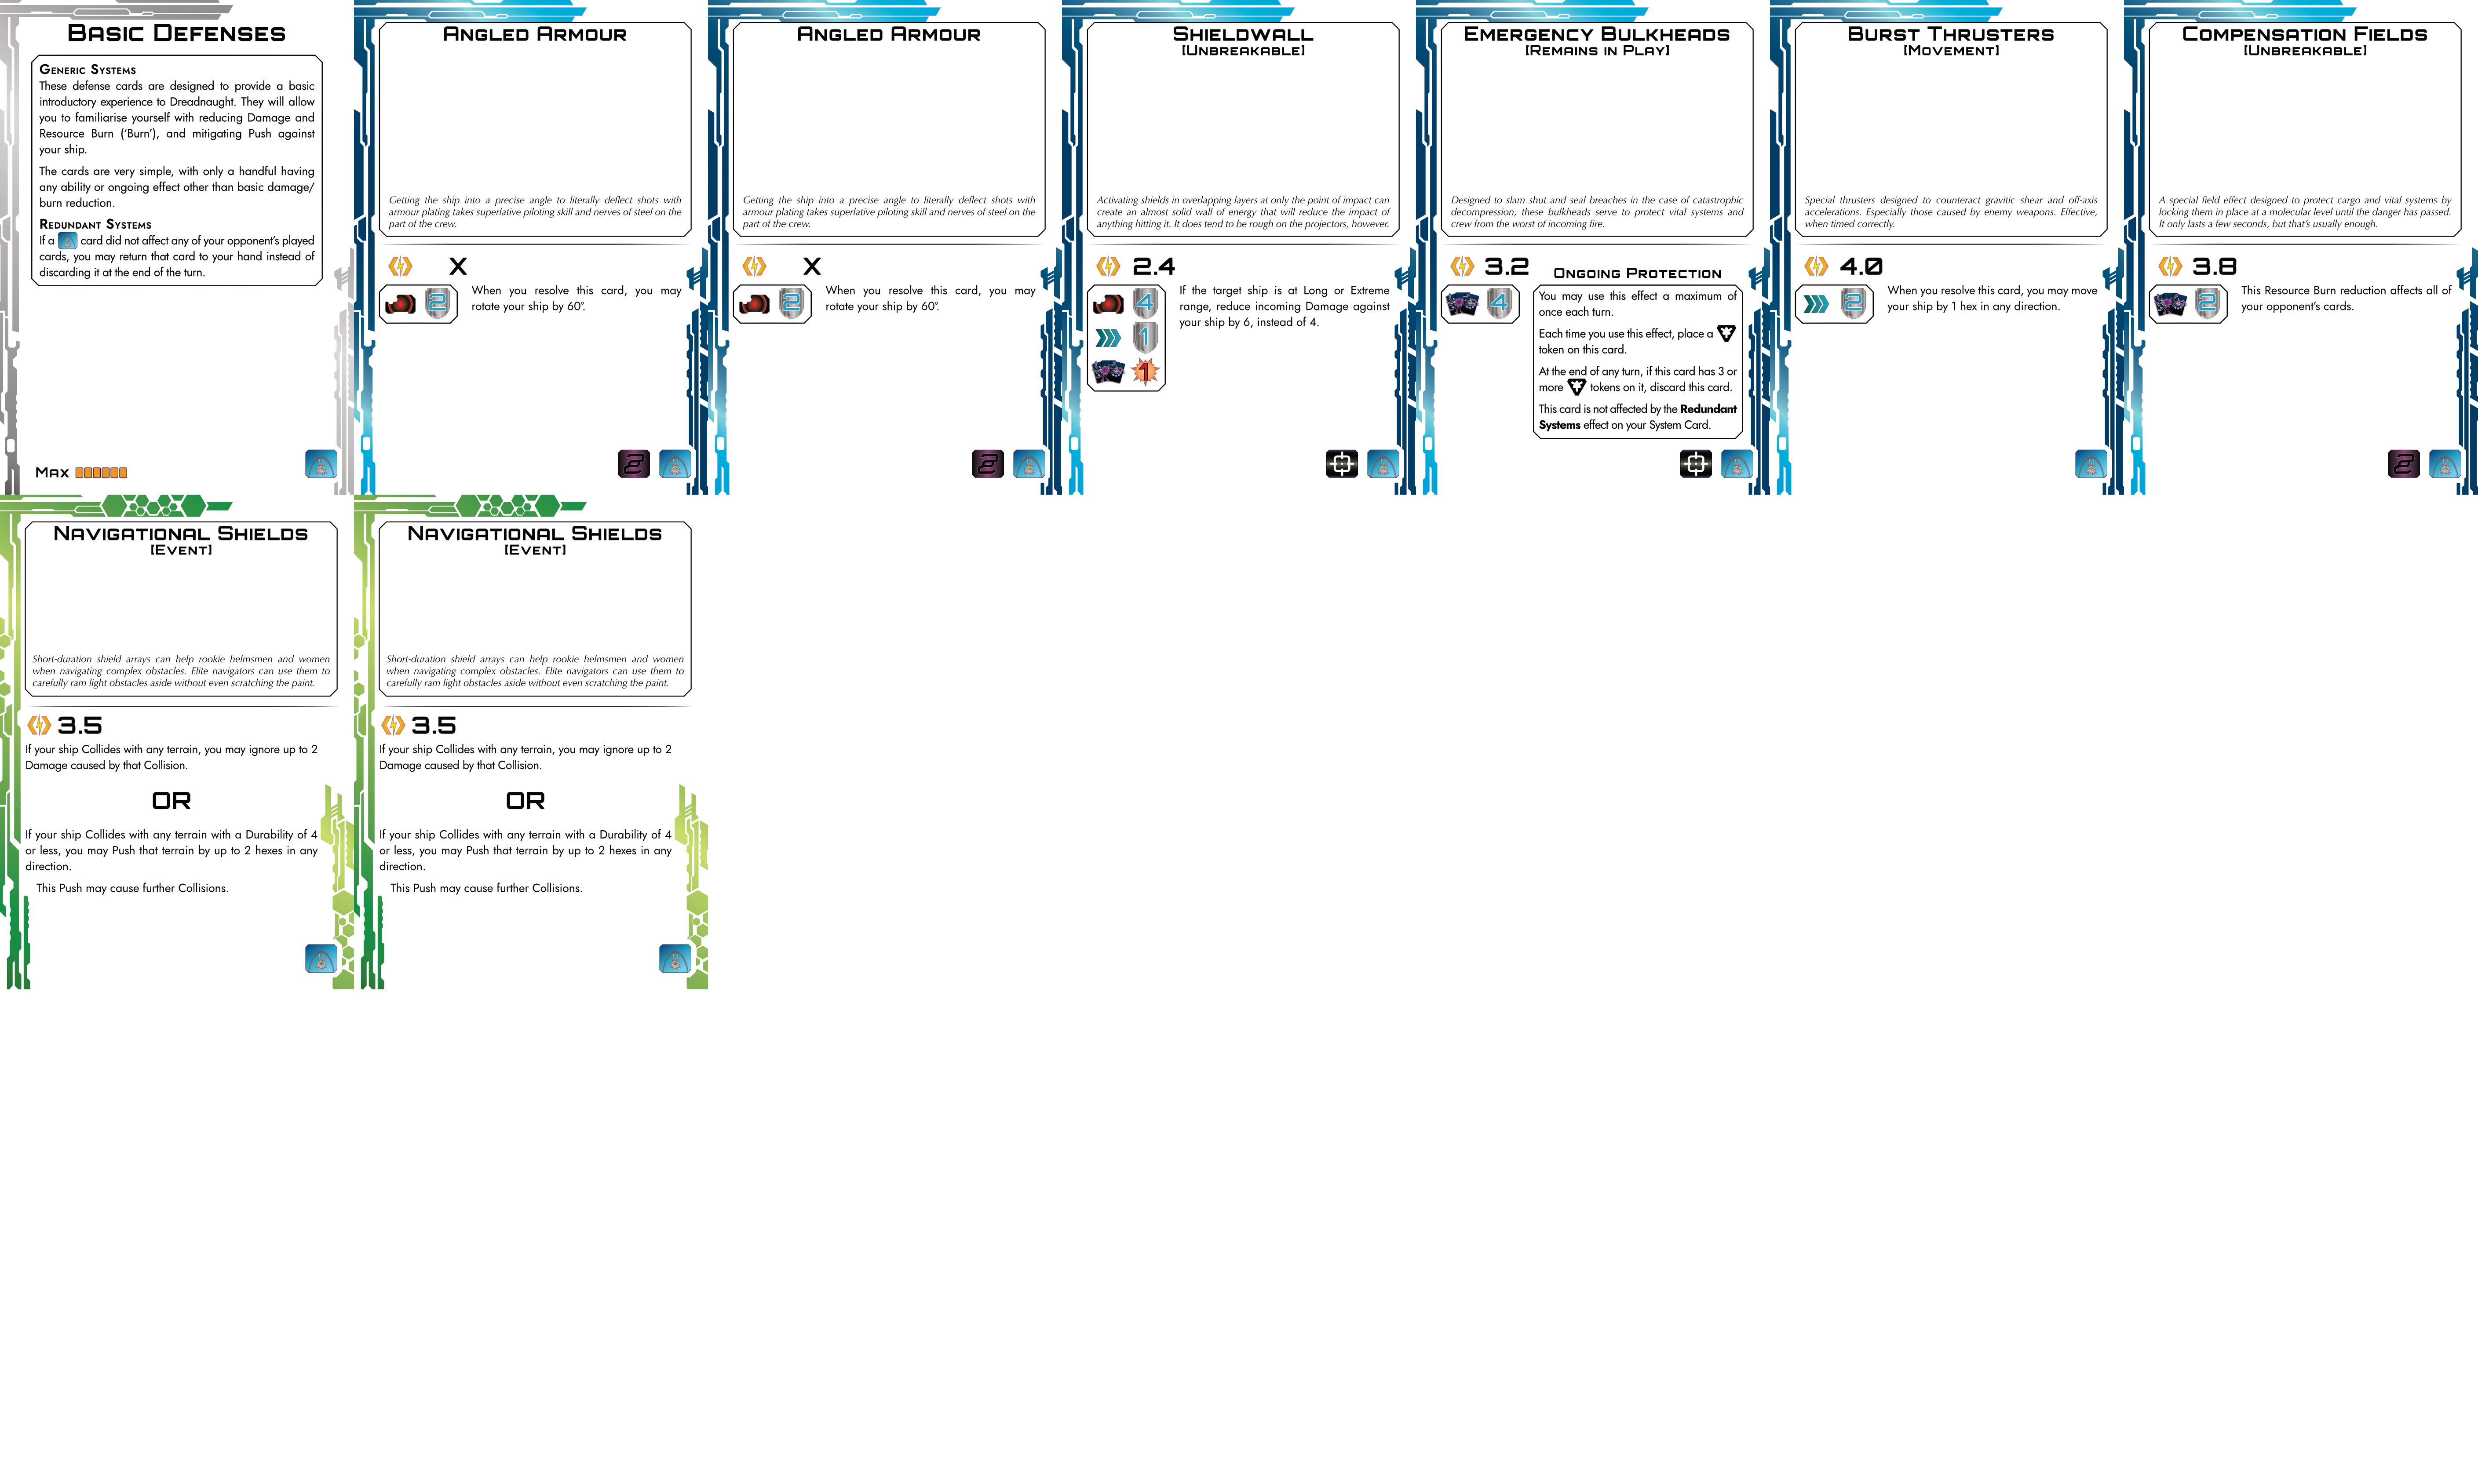 BASIC DEFENSES
GENERIC SYSTEMS
These defense cards are designed to provide a basic
introductory experience to Dreadnaught. They will allow
you to familiarise yourself with reducing Damage and
Resource Burn (‘Burn’), and mitigating Push against
your ship.
The cards are very simple, with only a handful having
any ability or ongoing effect other than basic damage/
burn reduction.
REDUNDANT SYSTEMS
If a card did not affect any of your opponent’s played
cards, you may return that card to your hand instead of
discarding it at the end of the turn.
MAX
ANGLED ARMOUR
Getting the ship into a precise angle to literally deflect shots with
armour plating takes superlative piloting skill and nerves of steel on the
part of the crew.
X
2
When you resolve this card, you may
rotate your ship by 60°.
2
ANGLED ARMOUR
Getting the ship into a precise angle to literally deflect shots with
armour plating takes superlative piloting skill and nerves of steel on the
part of the crew.
X
2
When you resolve this card, you may
rotate your ship by 60°.
2
SHIELDWALL
[UNBREAKABLE]
Activating shields in overlapping layers at only the point of impact can
create an almost solid wall of energy that will reduce the impact of
anything hitting it. It does tend to be rough on the projectors, however.
2.4
4
1
1
If the target ship is at Long or Extreme
range, reduce incoming Damage against
your ship by 6, instead of 4.
EMERGENCY BULKHEADS
[REMAINS IN PLAY]
Designed to slam shut and seal breaches in the case of catastrophic
decompression, these bulkheads serve to protect vital systems and
crew from the worst of incoming fire.
3.2
4
ONGOING PROTECTION
You may use this effect a maximum of
once each turn.
Each time you use this effect, place a
token on this card.
At the end of any turn, if this card has 3 or
more tokens on it, discard this card.
This card is not affected by the Redundant
Systems effect on your System Card.
BURST THRUSTERS
[MOVEMENT]
Special thrusters designed to counteract gravitic shear and off-axis
accelerations. Especially those caused by enemy weapons. Effective,
when timed correctly.
4.0
2
When you resolve this card, you may move
your ship by 1 hex in any direction.
COMPENSATION FIELDS
[UNBREAKABLE]
A special field effect designed to protect cargo and vital systems by
locking them in place at a molecular level until the danger has passed.
It only lasts a few seconds, but that’s usually enough.
3.8
2
This Resource Burn reduction affects all of
your opponent’s cards.
2
NAVIGATIONAL SHIELDS
[EVENT]
Short-duration shield arrays can help rookie helmsmen and women
when navigating complex obstacles. Elite navigators can use them to
carefully ram light obstacles aside without even scratching the paint.
3.5
If your ship Collides with any terrain, you may ignore up to 2
Damage caused by that Collision.
OR
If your ship Collides with any terrain with a Durability of 4
or less, you may Push that terrain by up to 2 hexes in any
direction.
This Push may cause further Collisions.
NAVIGATIONAL SHIELDS
[EVENT]
Short-duration shield arrays can help rookie helmsmen and women
when navigating complex obstacles. Elite navigators can use them to
carefully ram light obstacles aside without even scratching the paint.
3.5
If your ship Collides with any terrain, you may ignore up to 2
Damage caused by that Collision.
OR
If your ship Collides with any terrain with a Durability of 4
or less, you may Push that terrain by up to 2 hexes in any
direction.
This Push may cause further Collisions.